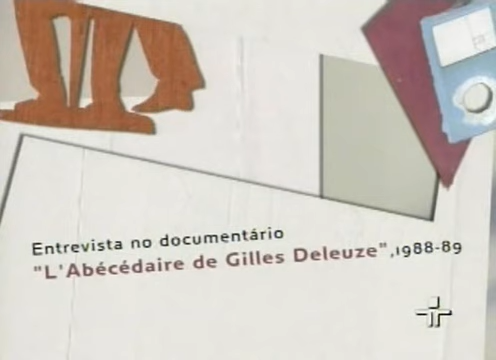 Entrevista no documentário
"L'Abécédaire de Gilles Deleuze",1988-89